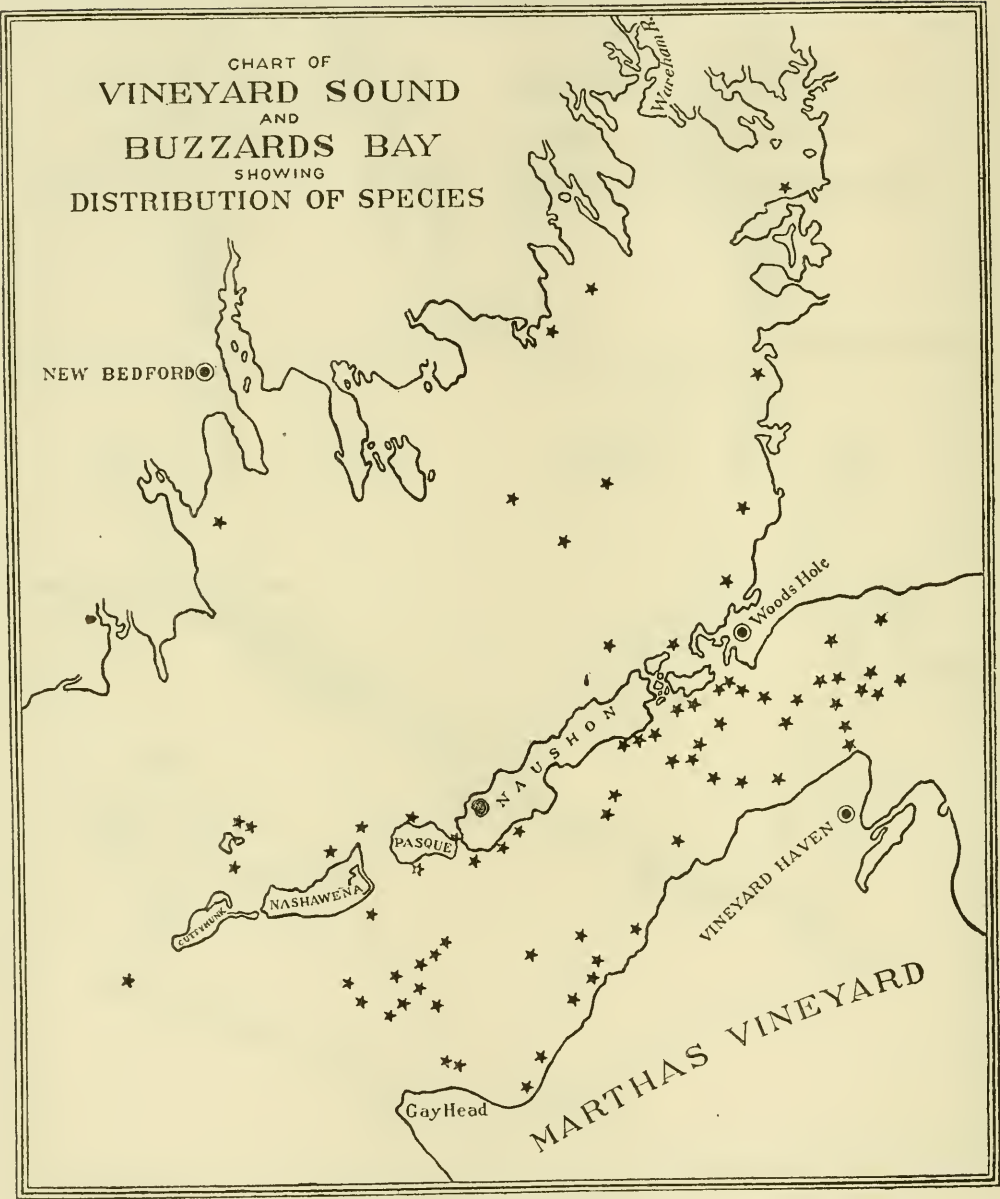 CHART OF
VINEYARD SOUND
AND
BUZZARDS BAY
SHOWING
DISTRIBUTION OF SPECIES
Wareham R.
NEW BEDFORD
Woods Hole
NAUSHON
PASQUE
NASHAWENA
CUTTYHUNK
VINEYARD HAVEN
MARTHAS VINEYARD
Gay Head